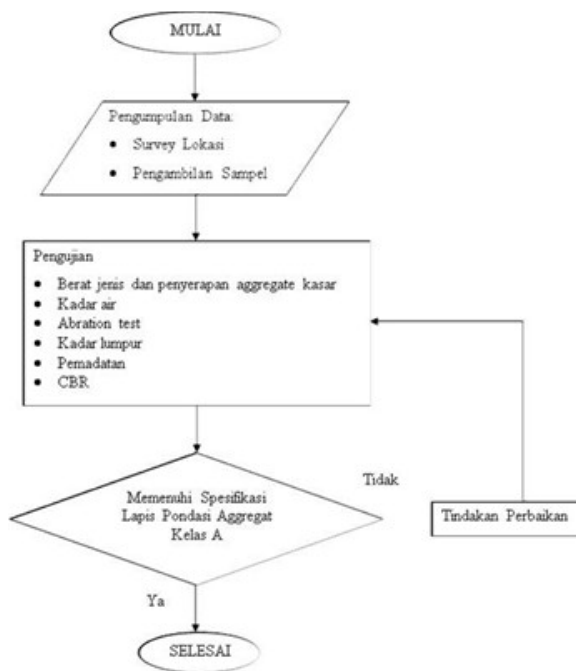 MULAI
Pengumpulan Data:
• Survey Lokasi
• Pengambilan Sampel
Pengujian
• Berat jenis dan penyerapan aggregate kasar
• Kadar air
• Abration test
• Kadar lumpur
• Pemadatan
• CBR
Tidak
Memenuhi Spesifikasi
Lapis Pondasi Aggregat
Kelas A
Tindakan Perbaikan
Ya
SELESAI